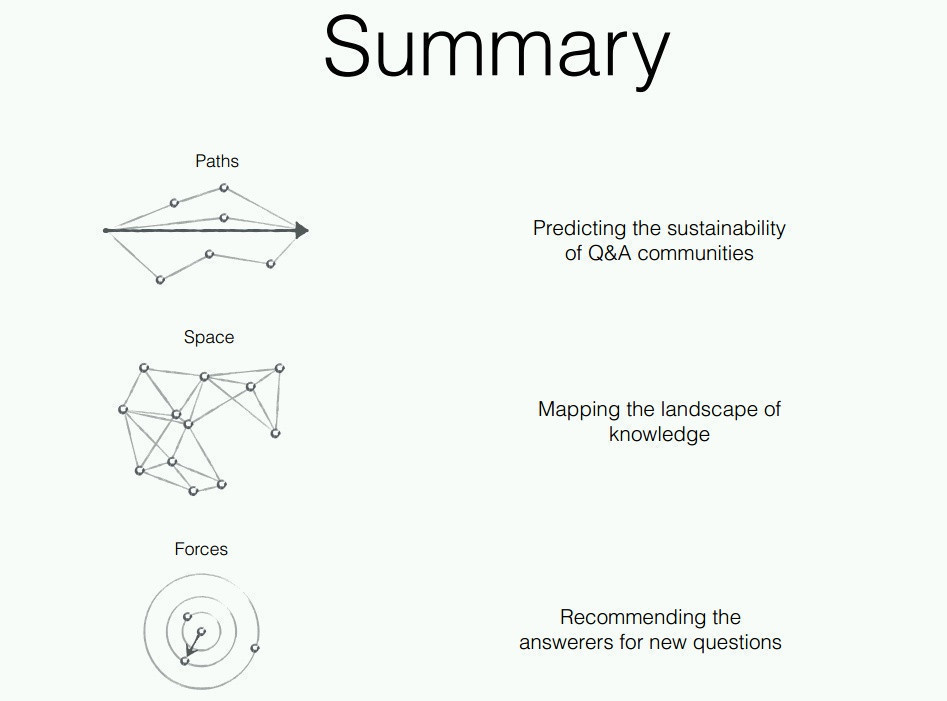 Summary
Paths
Predicting the sustainability
of Q&A communities
Space
Mapping the landscape of
knowledge
Forces
Recommending the
answerers for new questions